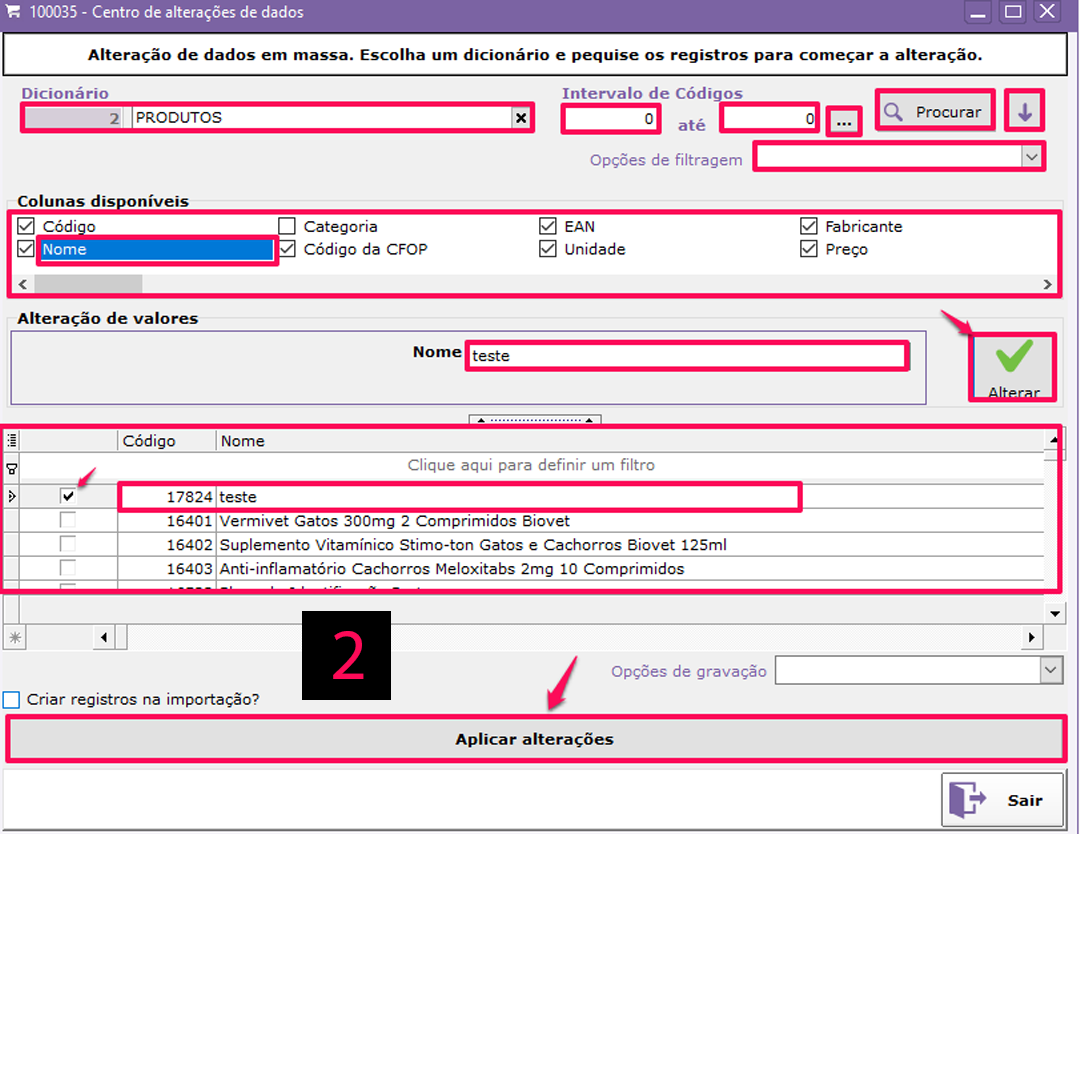 100035 - Centro de alterações de dados
Alteração de dados em massa. Escolha um dicionário e pequise os registros para começar a alteração.
Dicionário
Intervalo de Códigos
2 PRODUTOS
0 até 0 ... Procurar
Opções de filtragem
Colunas disponíveis
Código Categoria EAN Fabricante
Nome Código da CFOP Unidade Preço
Alteração de valores
Nome teste
Alterar
Código Nome
Clique aqui para definir um filtro
17824 teste
16401 Vermivet Gatos 300mg 2 Comprimidos Biovet
16402 Suplemento Vitamínico Stimo-ton Gatos e Cachorros Biovet 125ml
16403 Anti-inflamatório Cachorros Meloxitabs 2mg 10 Comprimidos
2
Opções de gravação
Criar registros na importação?
Aplicar alterações
Sair